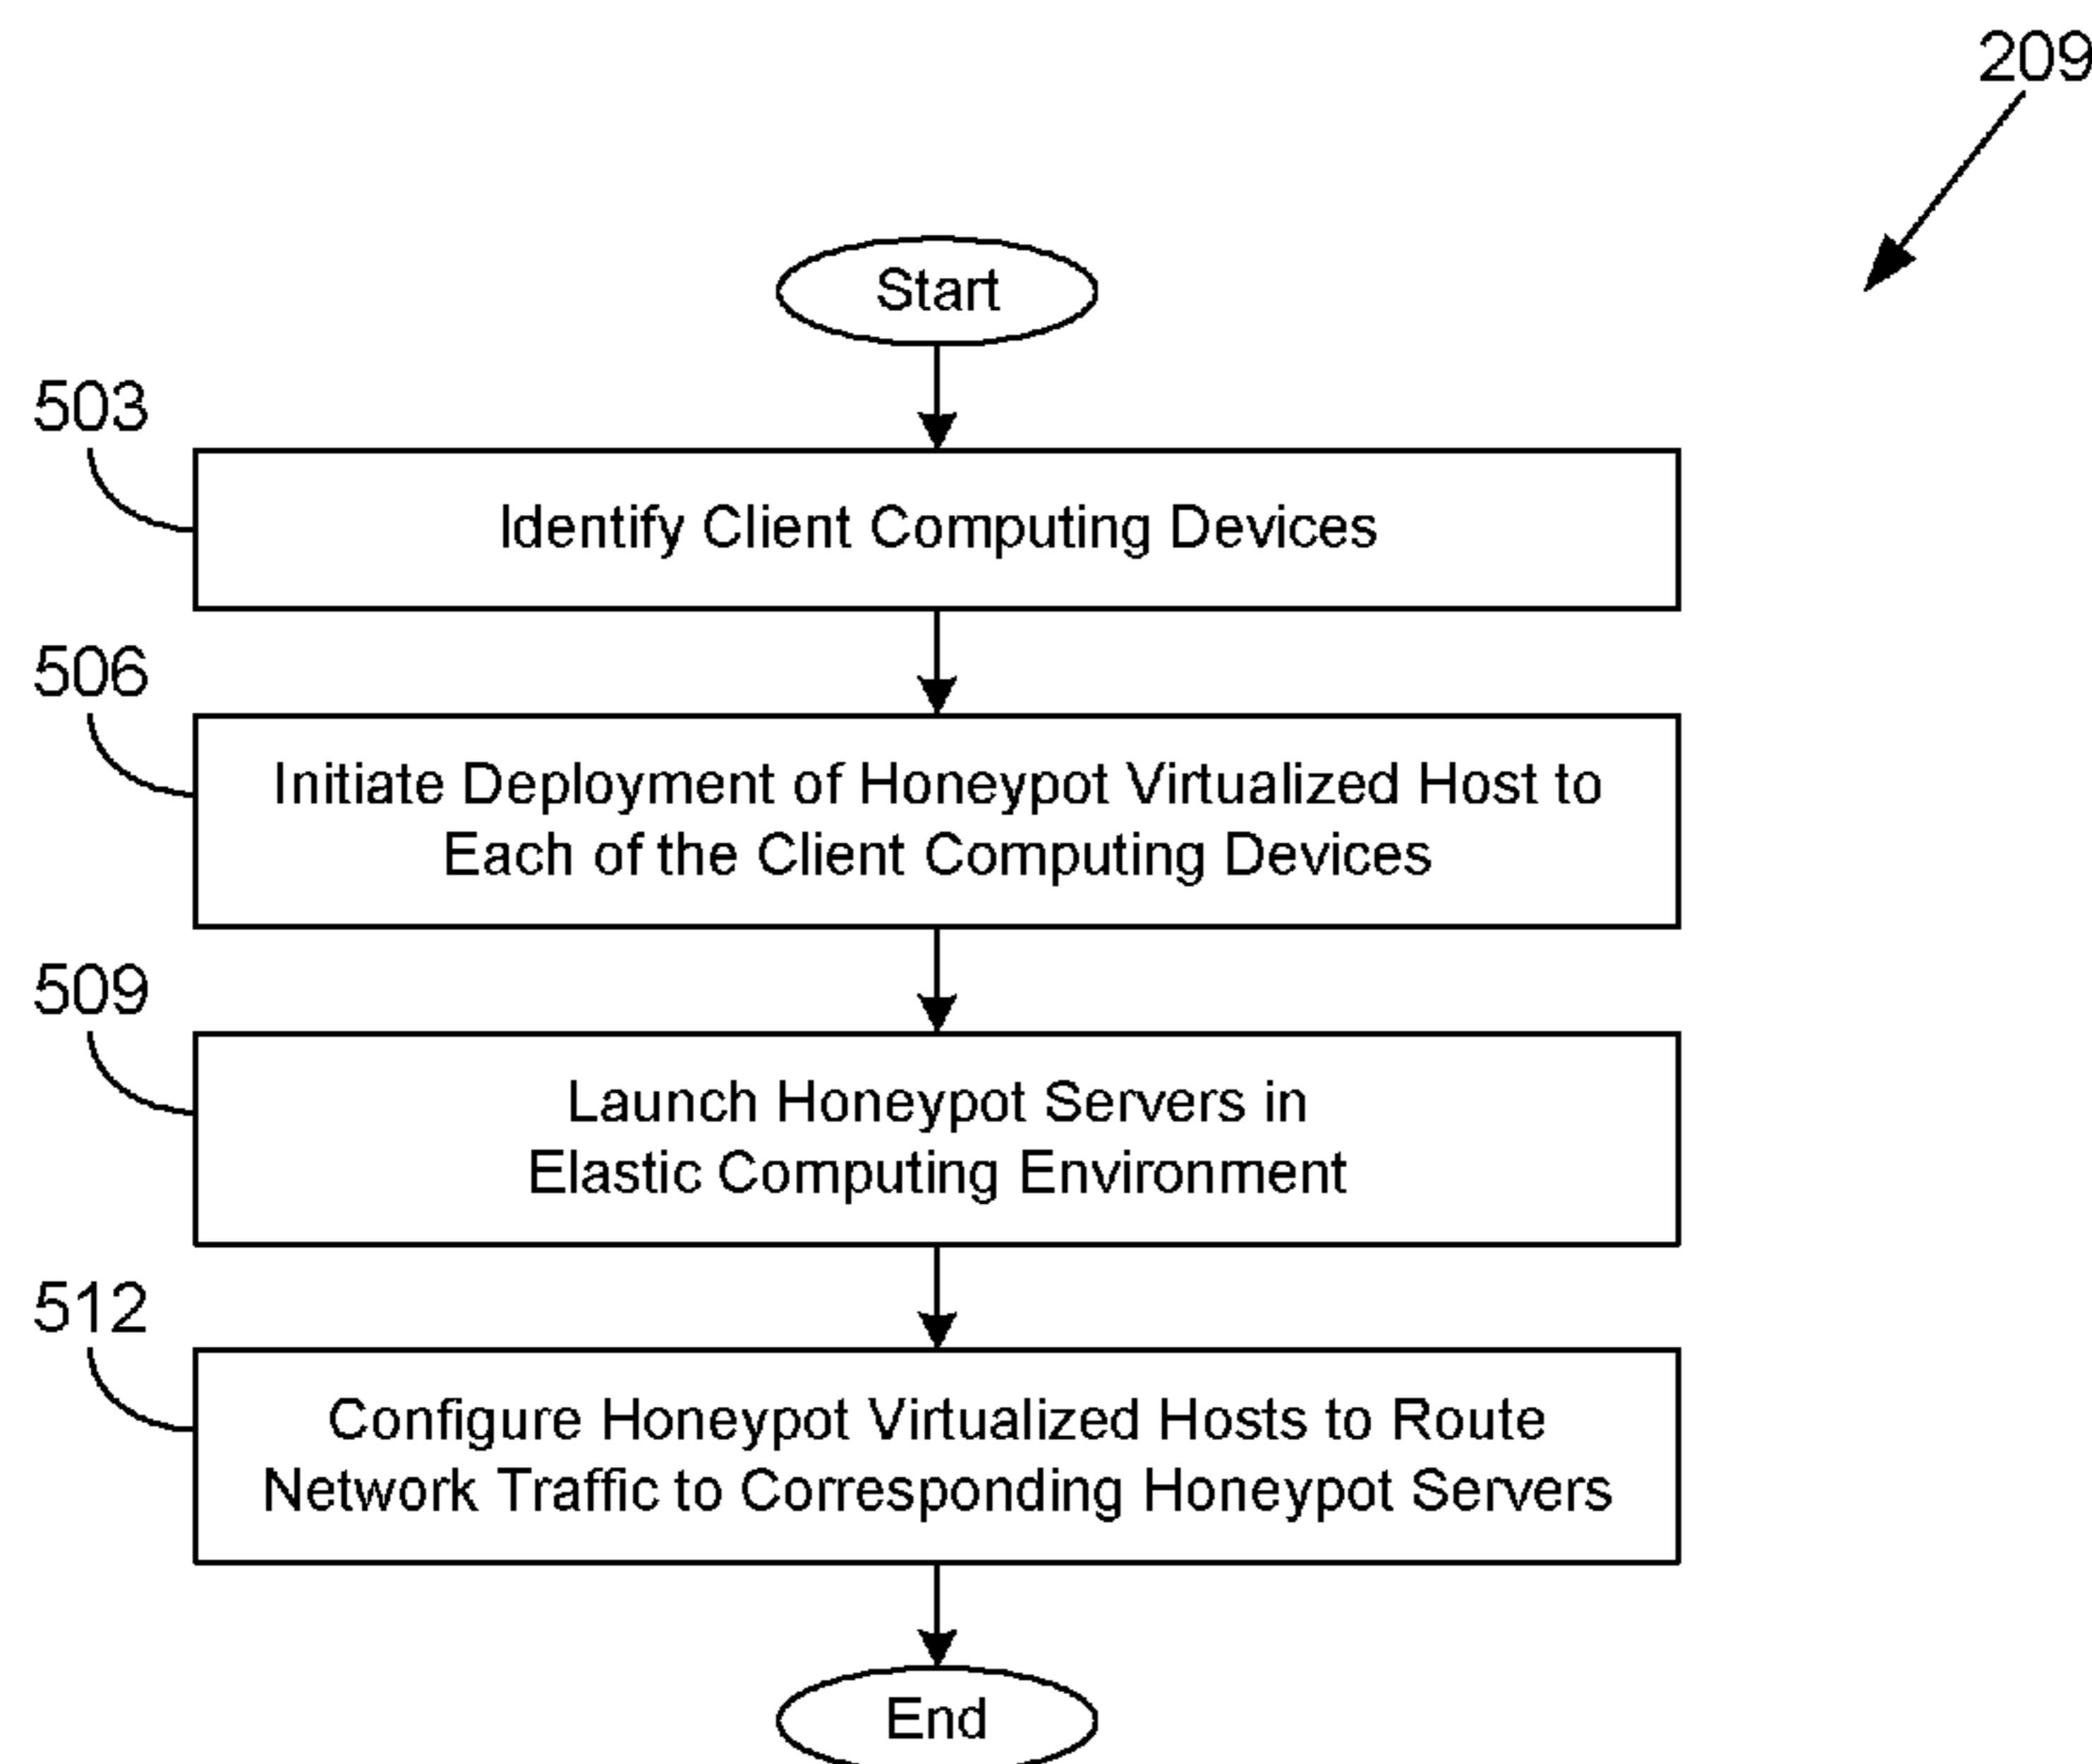 209
Start
503
Identify Client Computing Devices
506
Initiate Deployment of Honeypot Virtualized Host to
Each of the Client Computing Devices
509
Launch Honeypot Servers in
Elastic Computing Environment
512
Configure Honeypot Virtualized Hosts to Route
Network Traffic to Corresponding Honeypot Servers
End